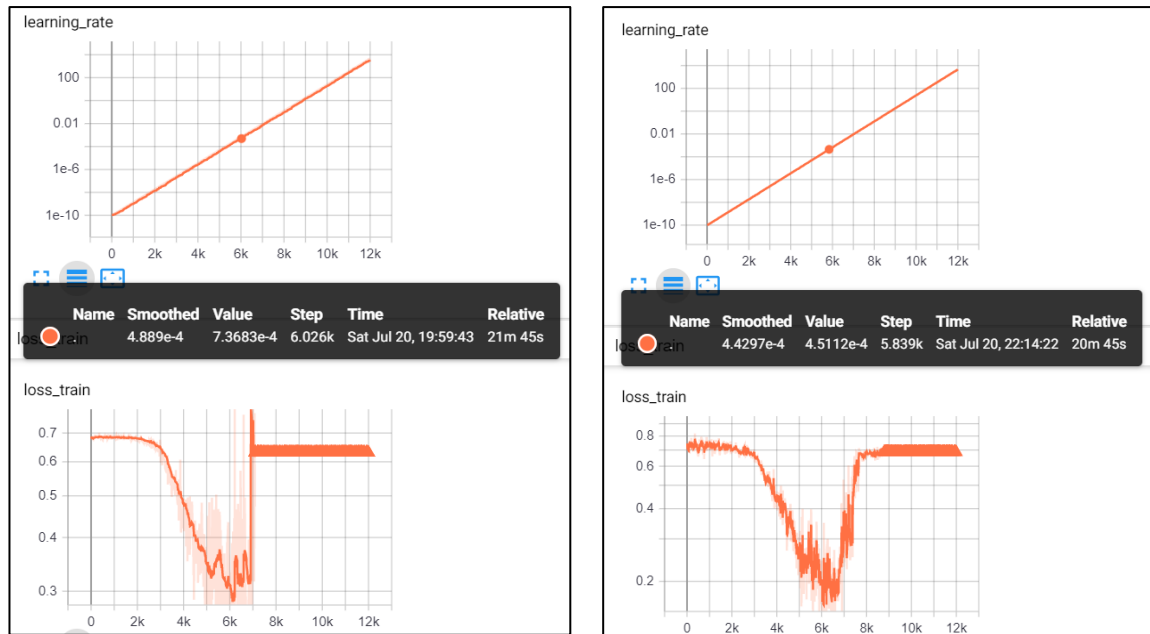 learning_rate
100
0.01
1e-6
1e-10
0 2k 4k 6k 8k 10k 12k
Name Smoothed Value Step Time Relative
4.889e-4 7.3683e-4 6.026k Sat Jul 20, 19:59:43 21m 45s
loss_train
0.7
0.6
0.5
0.4
0.3
0 2k 4k 6k 8k 10k 12k
learning_rate
100
0.01
1e-6
1e-10
0 2k 4k 6k 8k 10k 12k
Name Smoothed Value Step Time Relative
4.4297e-4 4.5112e-4 5.839k Sat Jul 20, 22:14:22 20m 45s
loss_train
0.8
0.6
0.4
0.2
0 2k 4k 6k 8k 10k 12k